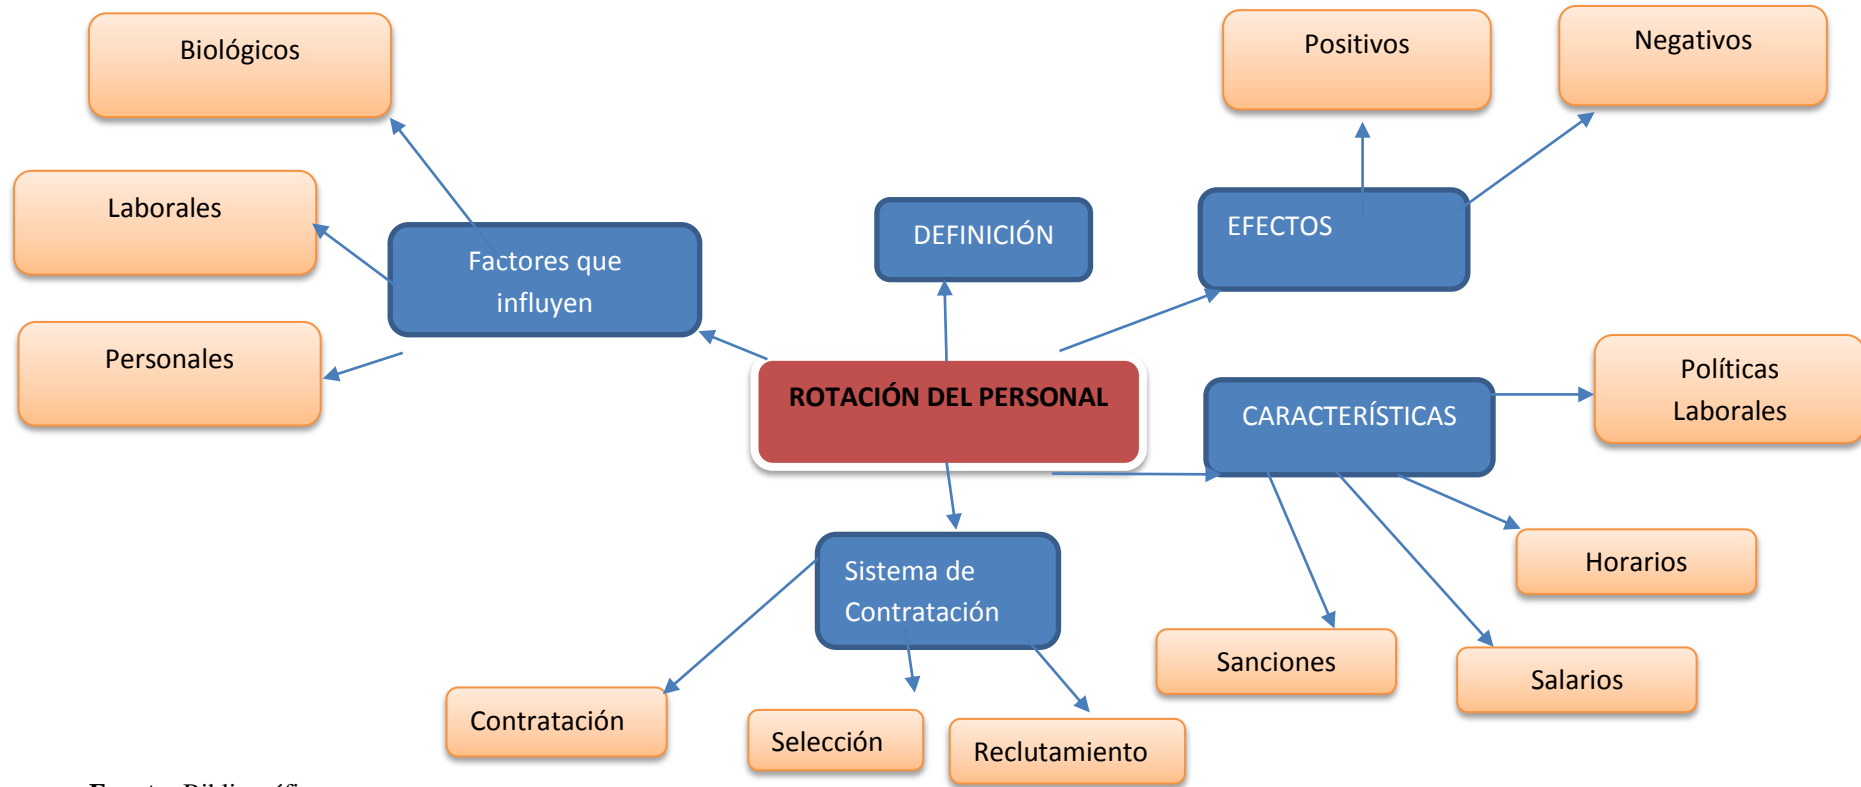 Biológicos
Laborales
Personales
Factores que
influyen
DEFINICIÓN
Positivos
Negativos
EFECTOS
ROTACIÓN DEL PERSONAL
CARACTERÍSTICAS
Políticas
Laborales
Horarios
Salarios
Sanciones
Sistema de
Contratación
Contratación
Selección
Reclutamiento